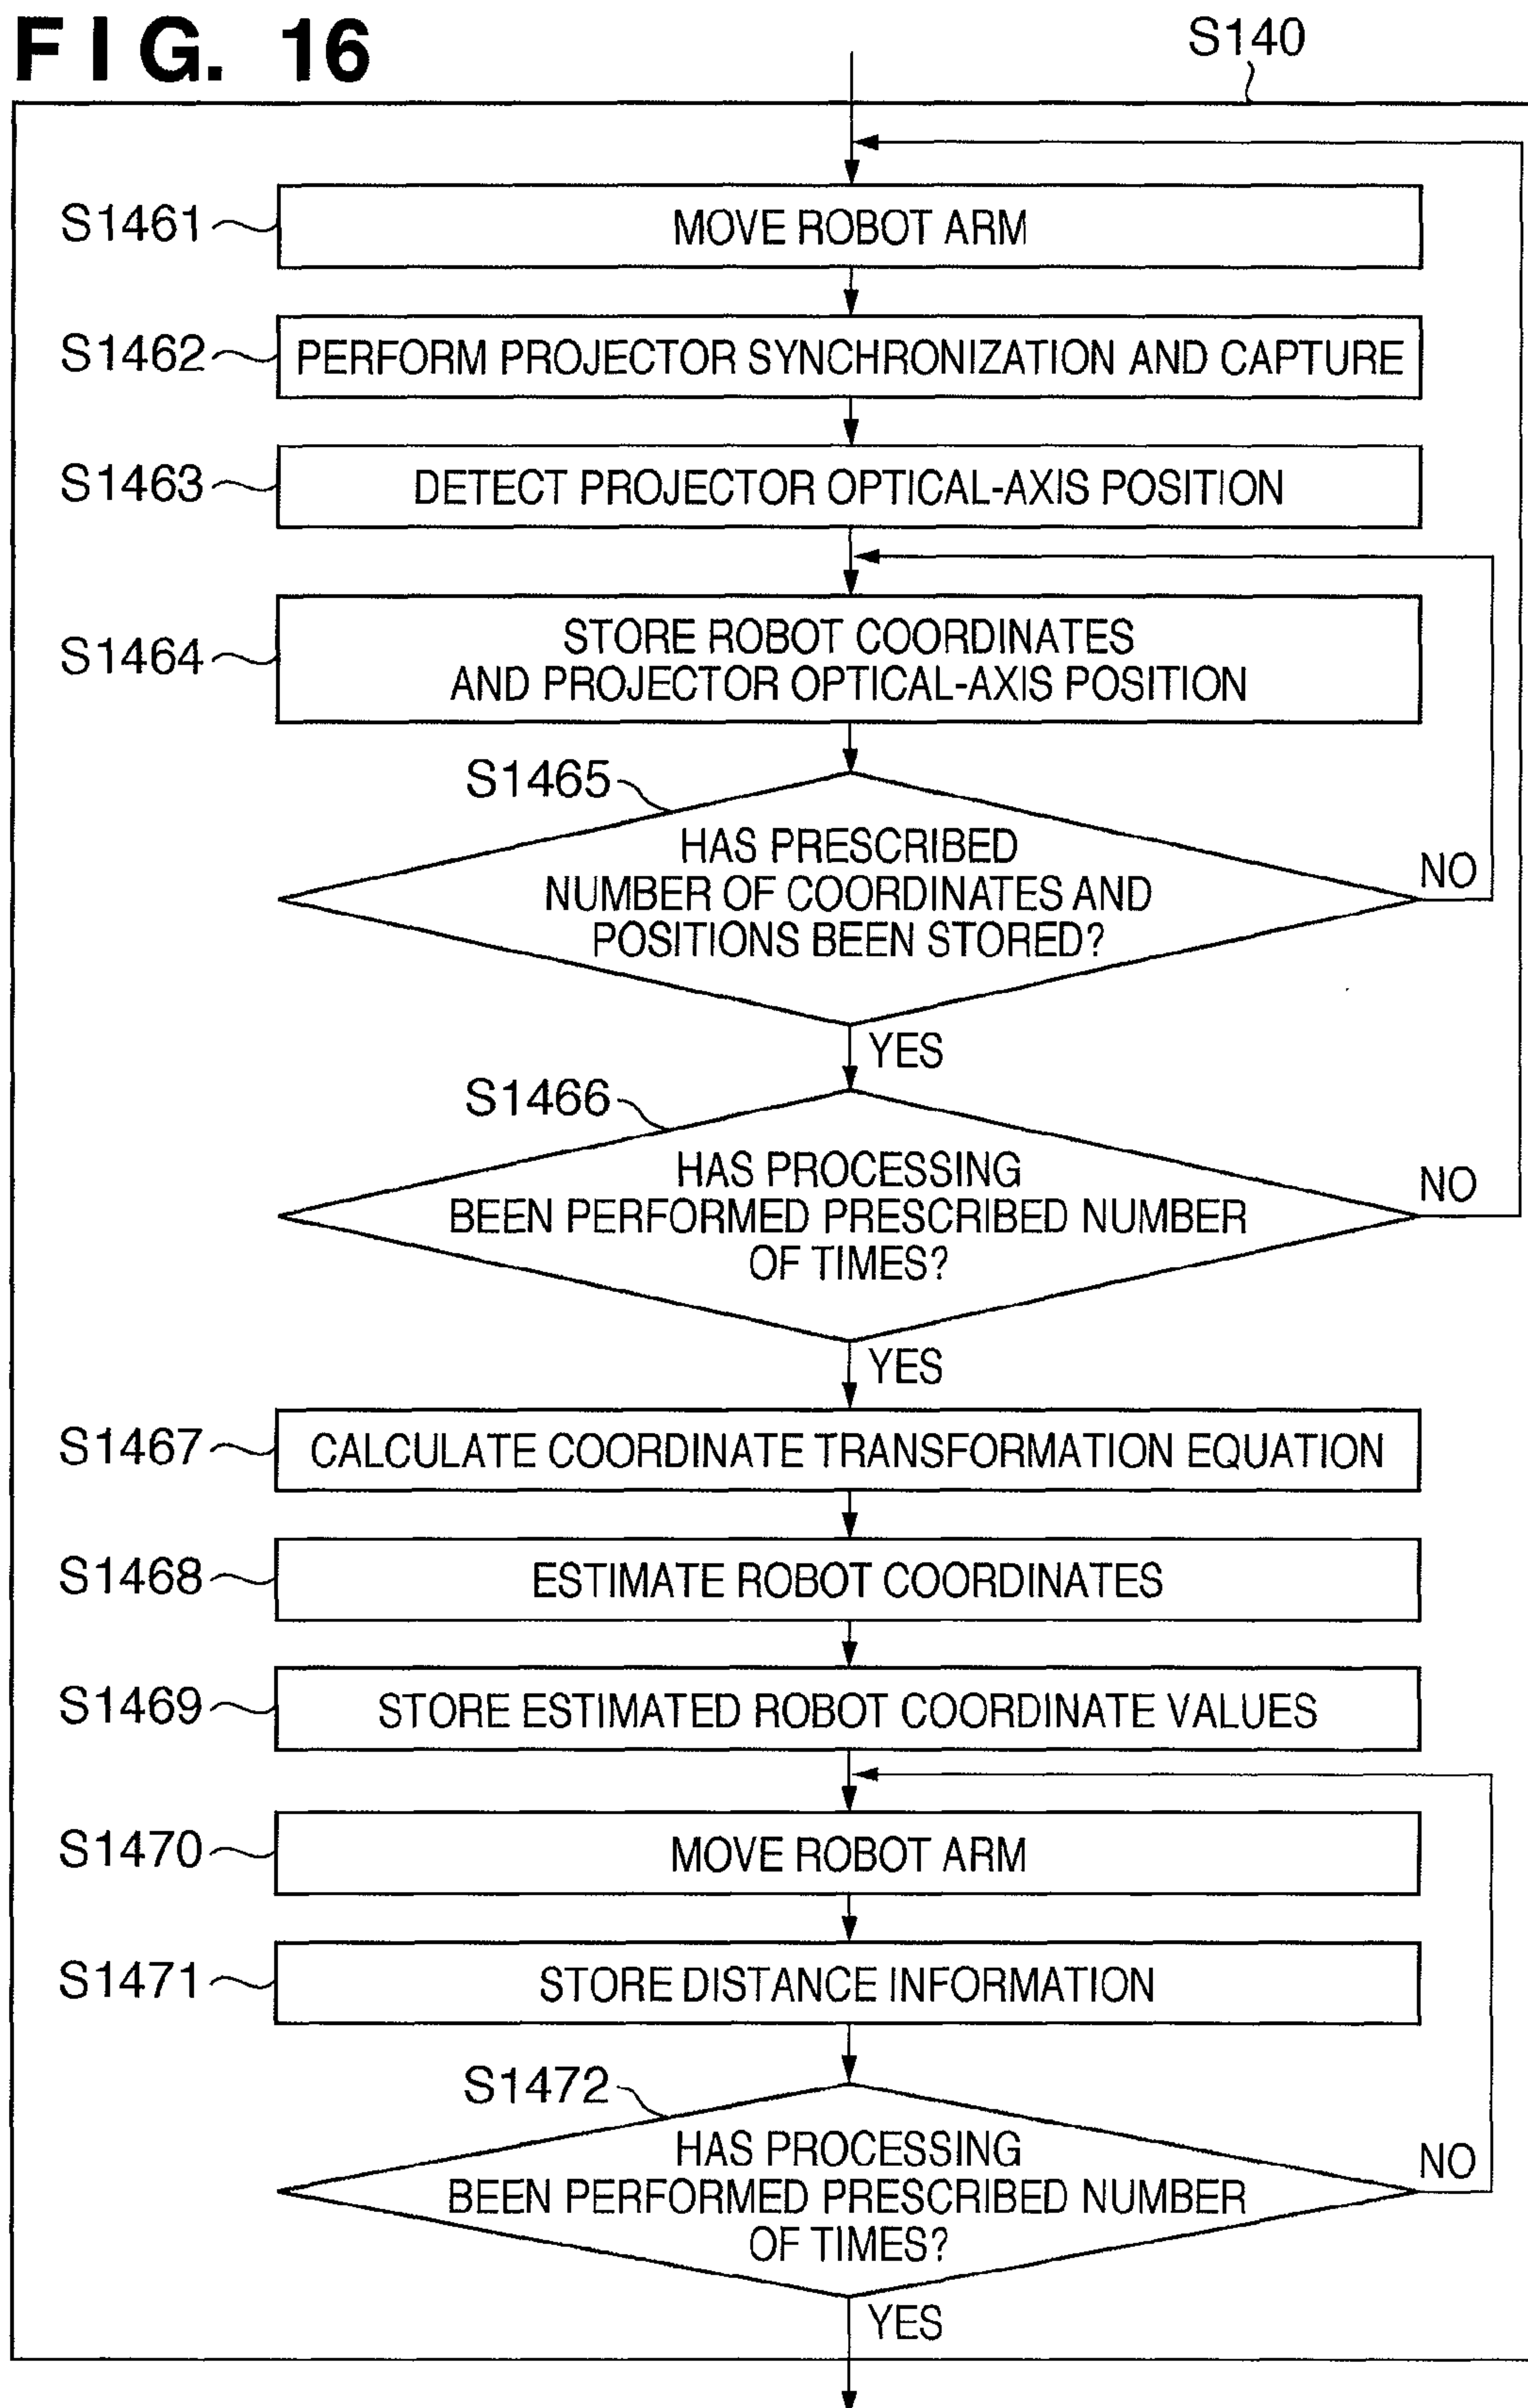 FIG. 16
S140
S1461
MOVE ROBOT ARM
S1462
PERFORM PROJECTOR SYNCHRONIZATION AND CAPTURE
S1463
DETECT PROJECTOR OPTICAL-AXIS POSITION
S1464
STORE ROBOT COORDINATES
AND PROJECTOR OPTICAL-AXIS POSITION
S1465
HAS PRESCRIBED
NUMBER OF COORDINATES AND
POSITIONS BEEN STORED?
NO
YES
S1466
HAS PROCESSING
BEEN PERFORMED PRESCRIBED NUMBER
OF TIMES?
NO
YES
S1467
CALCULATE COORDINATE TRANSFORMATION EQUATION
S1468
ESTIMATE ROBOT COORDINATES
S1469
STORE ESTIMATED ROBOT COORDINATE VALUES
S1470
MOVE ROBOT ARM
S1471
STORE DISTANCE INFORMATION
S1472
HAS PROCESSING
BEEN PERFORMED PRESCRIBED NUMBER
OF TIMES?
NO
YES